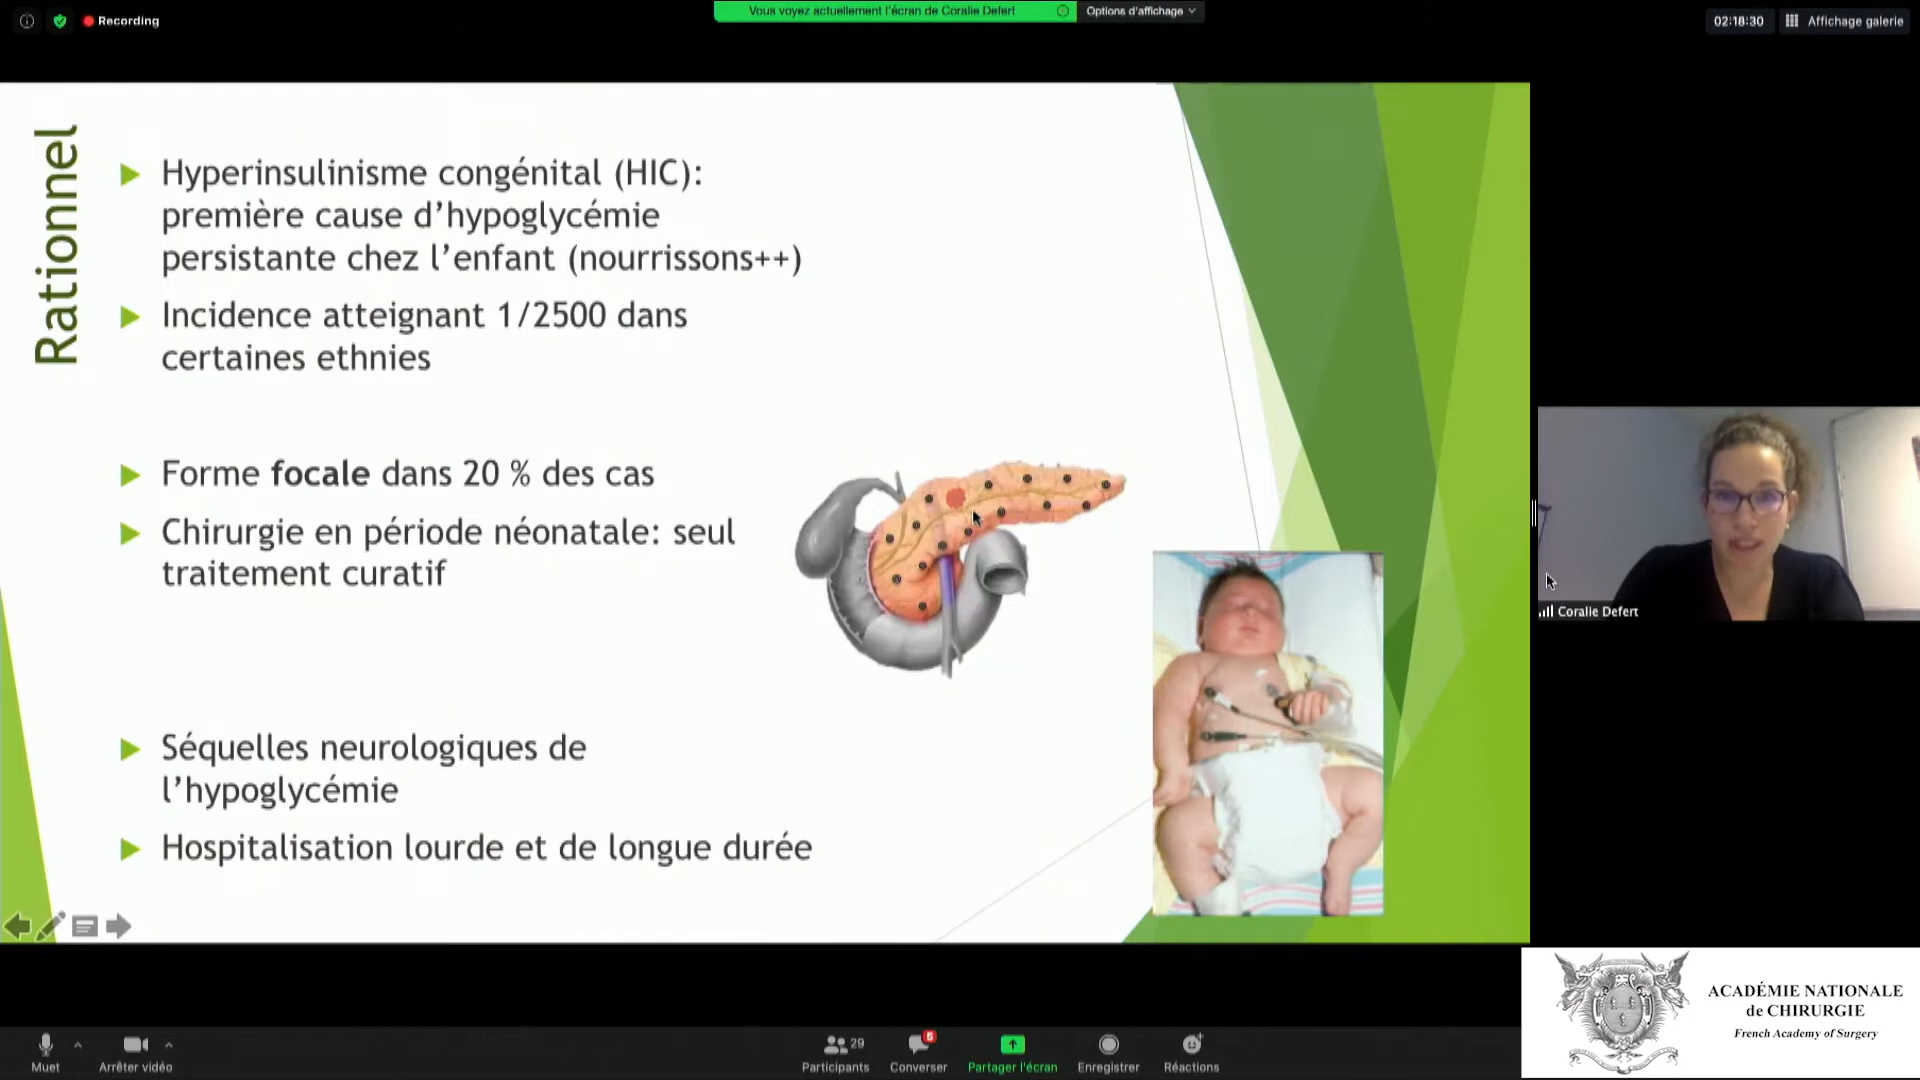 Recording
Vous voyez actuellement l'écran de Coralie Defert
Options d'affichage
02:18:30
Affichage galerie
Rationnel
Hyperinsulinisme congénital (HIC):
première cause d'hypoglycémie
persistante chez l'enfant (nourrissons++)
Incidence atteignant 1/2500 dans
certaines ethnies
Forme focale dans 20 % des cas
Chirurgie en période néonatale: seul
traitement curatif
Séquelles neurologiques de
l'hypoglycémie
Hospitalisation lourde et de longue durée
Coralie Defert
ACADÉMIE NATIONALE
de CHIRURGIE
French Academy of Surgery
Muet
Arrêter vidéo
29
Participants
6
Converser
Partager l'écran
Enregistrer
Réactions